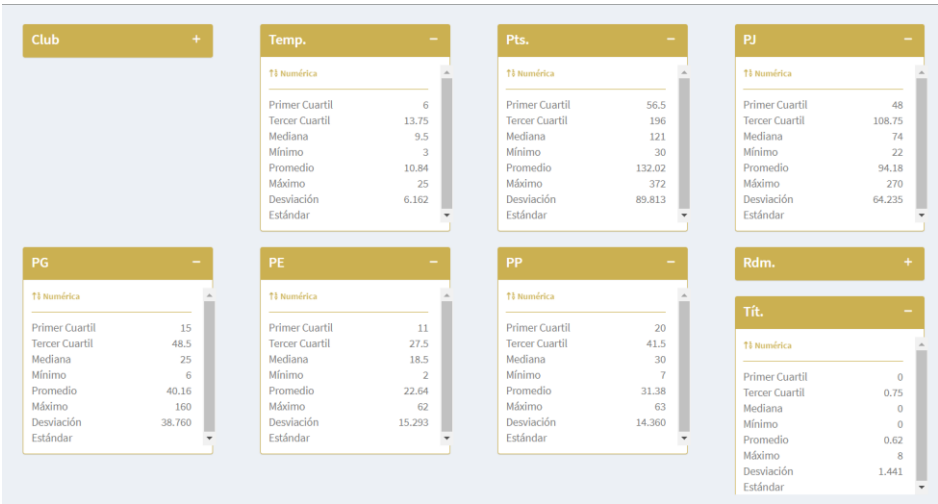 Club +
Temp. −
Numérica
Primer Cuartil 6
Tercer Cuartil 13.75
Mediana 9.5
Mínimo 3
Promedio 10.84
Máximo 25
Desviación 6.162
Estándar
Pts. −
Numérica
Primer Cuartil 56.5
Tercer Cuartil 196
Mediana 121
Mínimo 30
Promedio 132.02
Máximo 372
Desviación 89.813
Estándar
PJ −
Numérica
Primer Cuartil 48
Tercer Cuartil 108.75
Mediana 74
Mínimo 22
Promedio 94.18
Máximo 270
Desviación 64.235
Estándar
PG −
Numérica
Primer Cuartil 15
Tercer Cuartil 48.5
Mediana 25
Mínimo 6
Promedio 40.16
Máximo 160
Desviación 38.760
Estándar
PE −
Numérica
Primer Cuartil 11
Tercer Cuartil 27.5
Mediana 18.5
Mínimo 2
Promedio 22.64
Máximo 62
Desviación 15.293
Estándar
PP −
Numérica
Primer Cuartil 20
Tercer Cuartil 41.5
Mediana 30
Mínimo 7
Promedio 31.38
Máximo 63
Desviación 14.360
Estándar
Rdm. +
Tít. −
Numérica
Primer Cuartil 0
Tercer Cuartil 0.75
Mediana 0
Mínimo 0
Promedio 0.62
Máximo 8
Desviación 1.441
Estándar